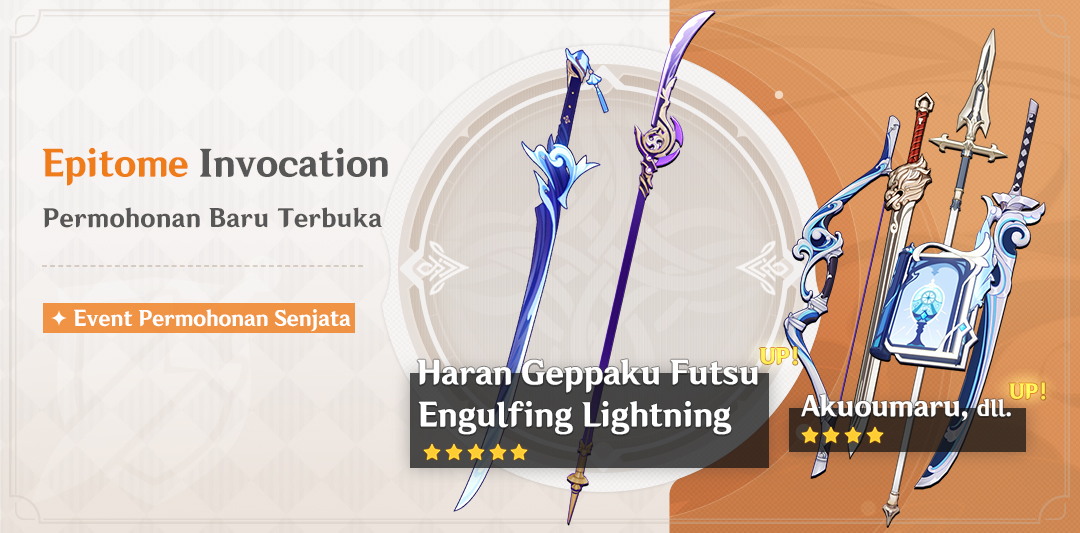 Epitome Invocation
Permohonan Baru Terbuka
✦ Event Permohonan Senjata
UP!
Haran Geppaku Futsu
Engulfing Lightning
UP!
Akuoumaru, dll.